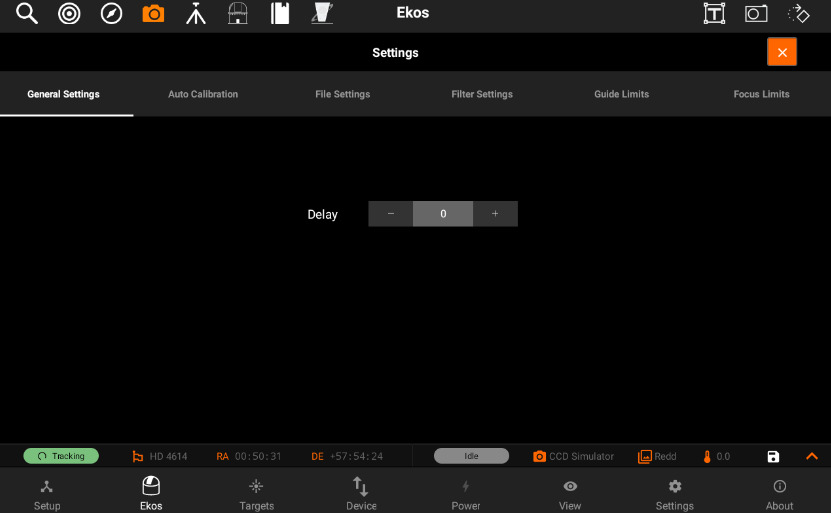 Ekos
T
Settings
General Settings Auto Calibration File Settings Filter Settings Guide Limits Focus Limits
Delay − 0 +
Tracking HD 4614 RA 00:50:31 DE +57:54:24 Idle CCD Simulator Redd 0.0
Setup Ekos Targets Device Power View Settings About